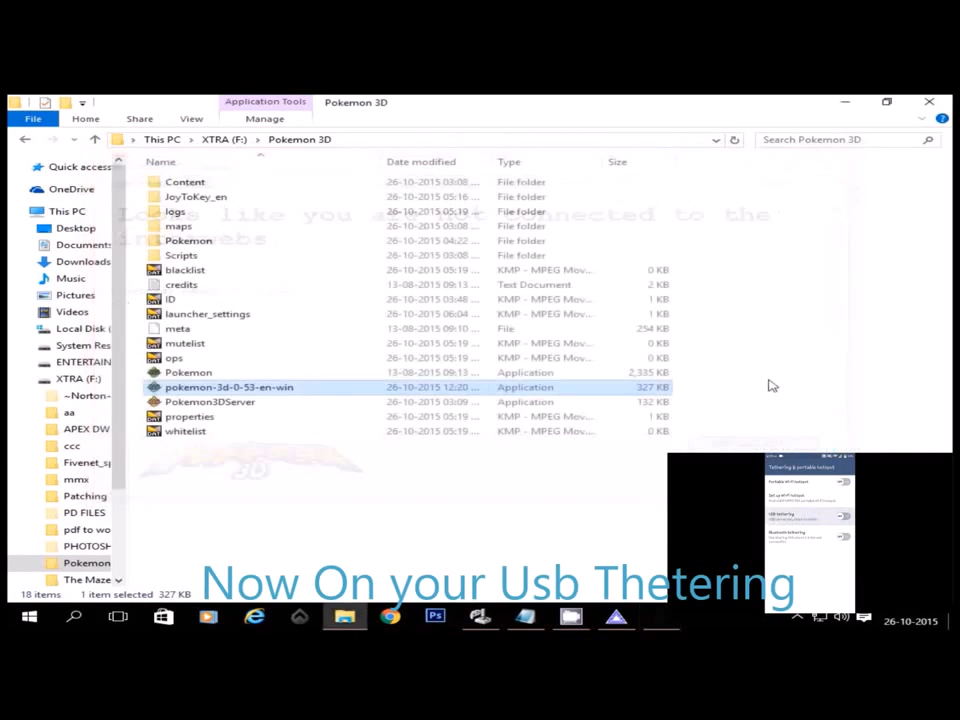 Application Tools Pokemon 3D
File Home Share View Manage
This PC XTRA (F:) Pokemon 3D Search Pokemon 3D
Name Date modified Type Size
Quick access
OneDrive
This PC
Desktop
Documents
Downloads
Music
Pictures
Videos
Local Disk (
System Res
ENTERTAIN
XTRA (F:)
~Norton-
aa
APEX DW
ccc
Fivenet_sp
mmx
Patching
PD FILES
pdf to wo
PHOTOSH
Pokemon
The Maze
Content 26-10-2015 03:08 ... File folder
JoyToKey_en 26-10-2015 05:16 ... File folder
logs 26-10-2015 05:19 ... File folder
maps 26-10-2015 03:08 ... File folder
Pokemon 26-10-2015 04:22 ... File folder
Scripts 26-10-2015 03:08 ... File folder
blacklist 26-10-2015 05:19 ... KMP - MPEG Mov... 0 KB
credits 13-08-2015 09:13 ... Text Document 2 KB
ID 26-10-2015 03:48 ... KMP - MPEG Mov... 1 KB
launcher_settings 26-10-2015 06:04 ... KMP - MPEG Mov... 1 KB
meta 13-08-2015 09:10 ... File 254 KB
mutelist 26-10-2015 05:19 ... KMP - MPEG Mov... 0 KB
ops 26-10-2015 05:19 ... KMP - MPEG Mov... 0 KB
Pokemon 13-08-2015 09:13 ... Application 2,335 KB
pokemon-3d-0-53-en-win 26-10-2015 12:20 ... Application 327 KB
Pokemon3DServer 26-10-2015 03:09 ... Application 132 KB
properties 26-10-2015 05:19 ... KMP - MPEG Mov... 1 KB
whitelist 26-10-2015 05:19 ... KMP - MPEG Mov... 0 KB
Looks like you are not connected to the
interwebs.
Tethering & portable hotspot
Portable Wi-Fi hotspot
Set up Wi-Fi hotspot
USB tethering
Bluetooth tethering
Now On your Usb Thetering
18 items 1 item selected 327 KB
Ps
26-10-2015